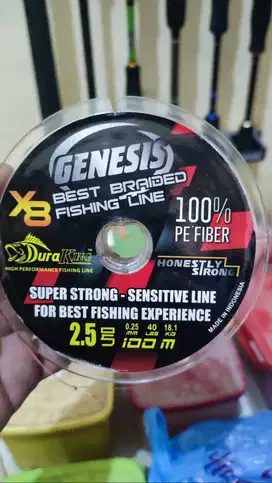 GENESIS
X8
BEST BRAIDED
FISHING LINE
100%
PE FIBER
DuraKing
HIGH PERFORMANCE FISHING LINE
HONESTLY
STRONG
MADE IN INDONESIA
SUPER STRONG - SENSITIVE LINE
FOR BEST FISHING EXPERIENCE
2.5 0.25 MM 40 LBS 18.1 KG
100 M